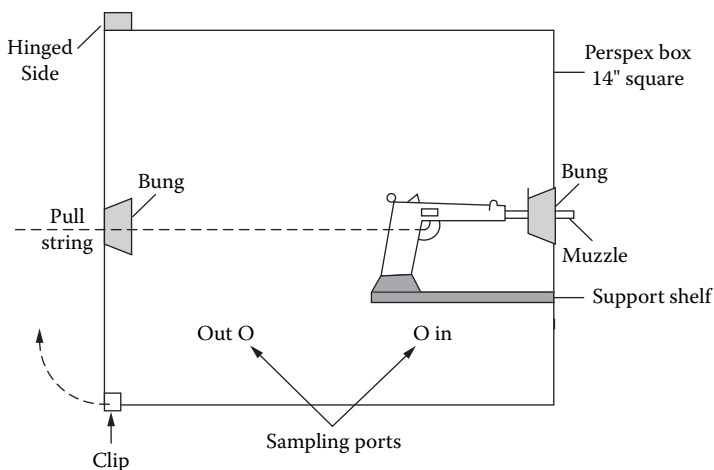 Hinged
Side
Perspex box
14" square
Bung
Bung
Pull
string
Muzzle
Support shelf
Out O
O in
Sampling ports
Clip